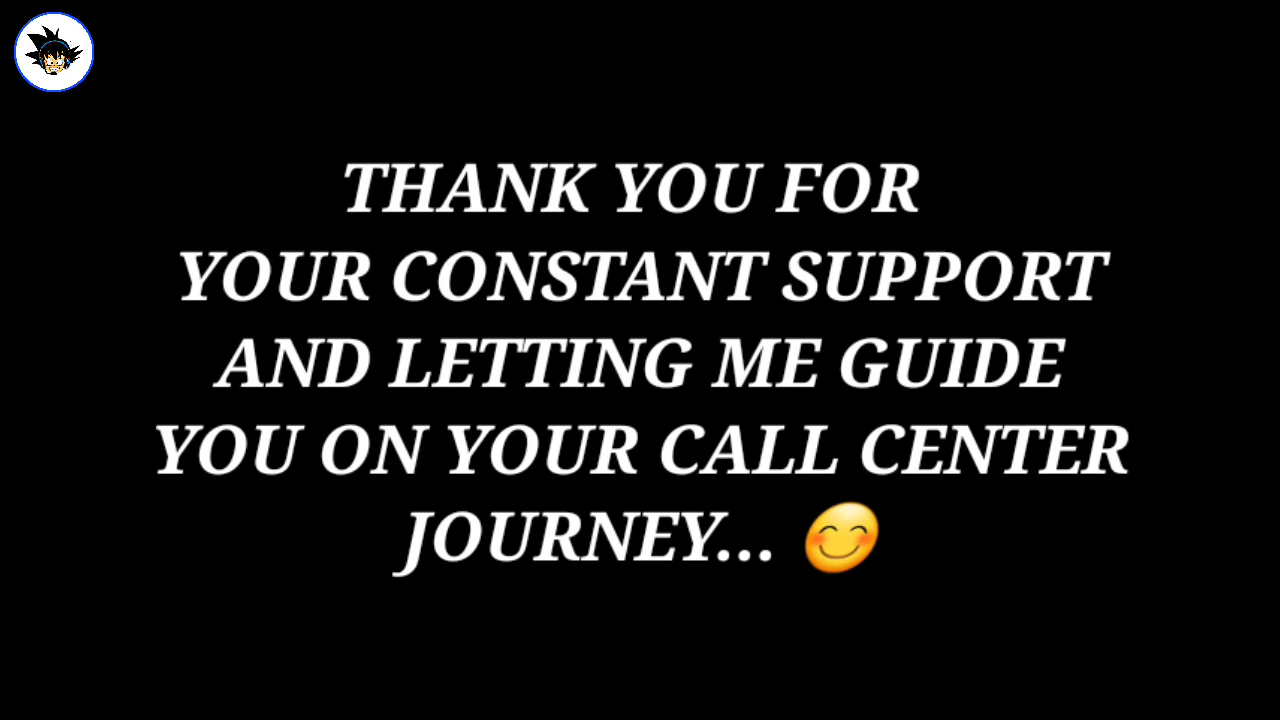 THANK YOU FOR
YOUR CONSTANT SUPPORT
AND LETTING ME GUIDE
YOU ON YOUR CALL CENTER
JOURNEY... 😊